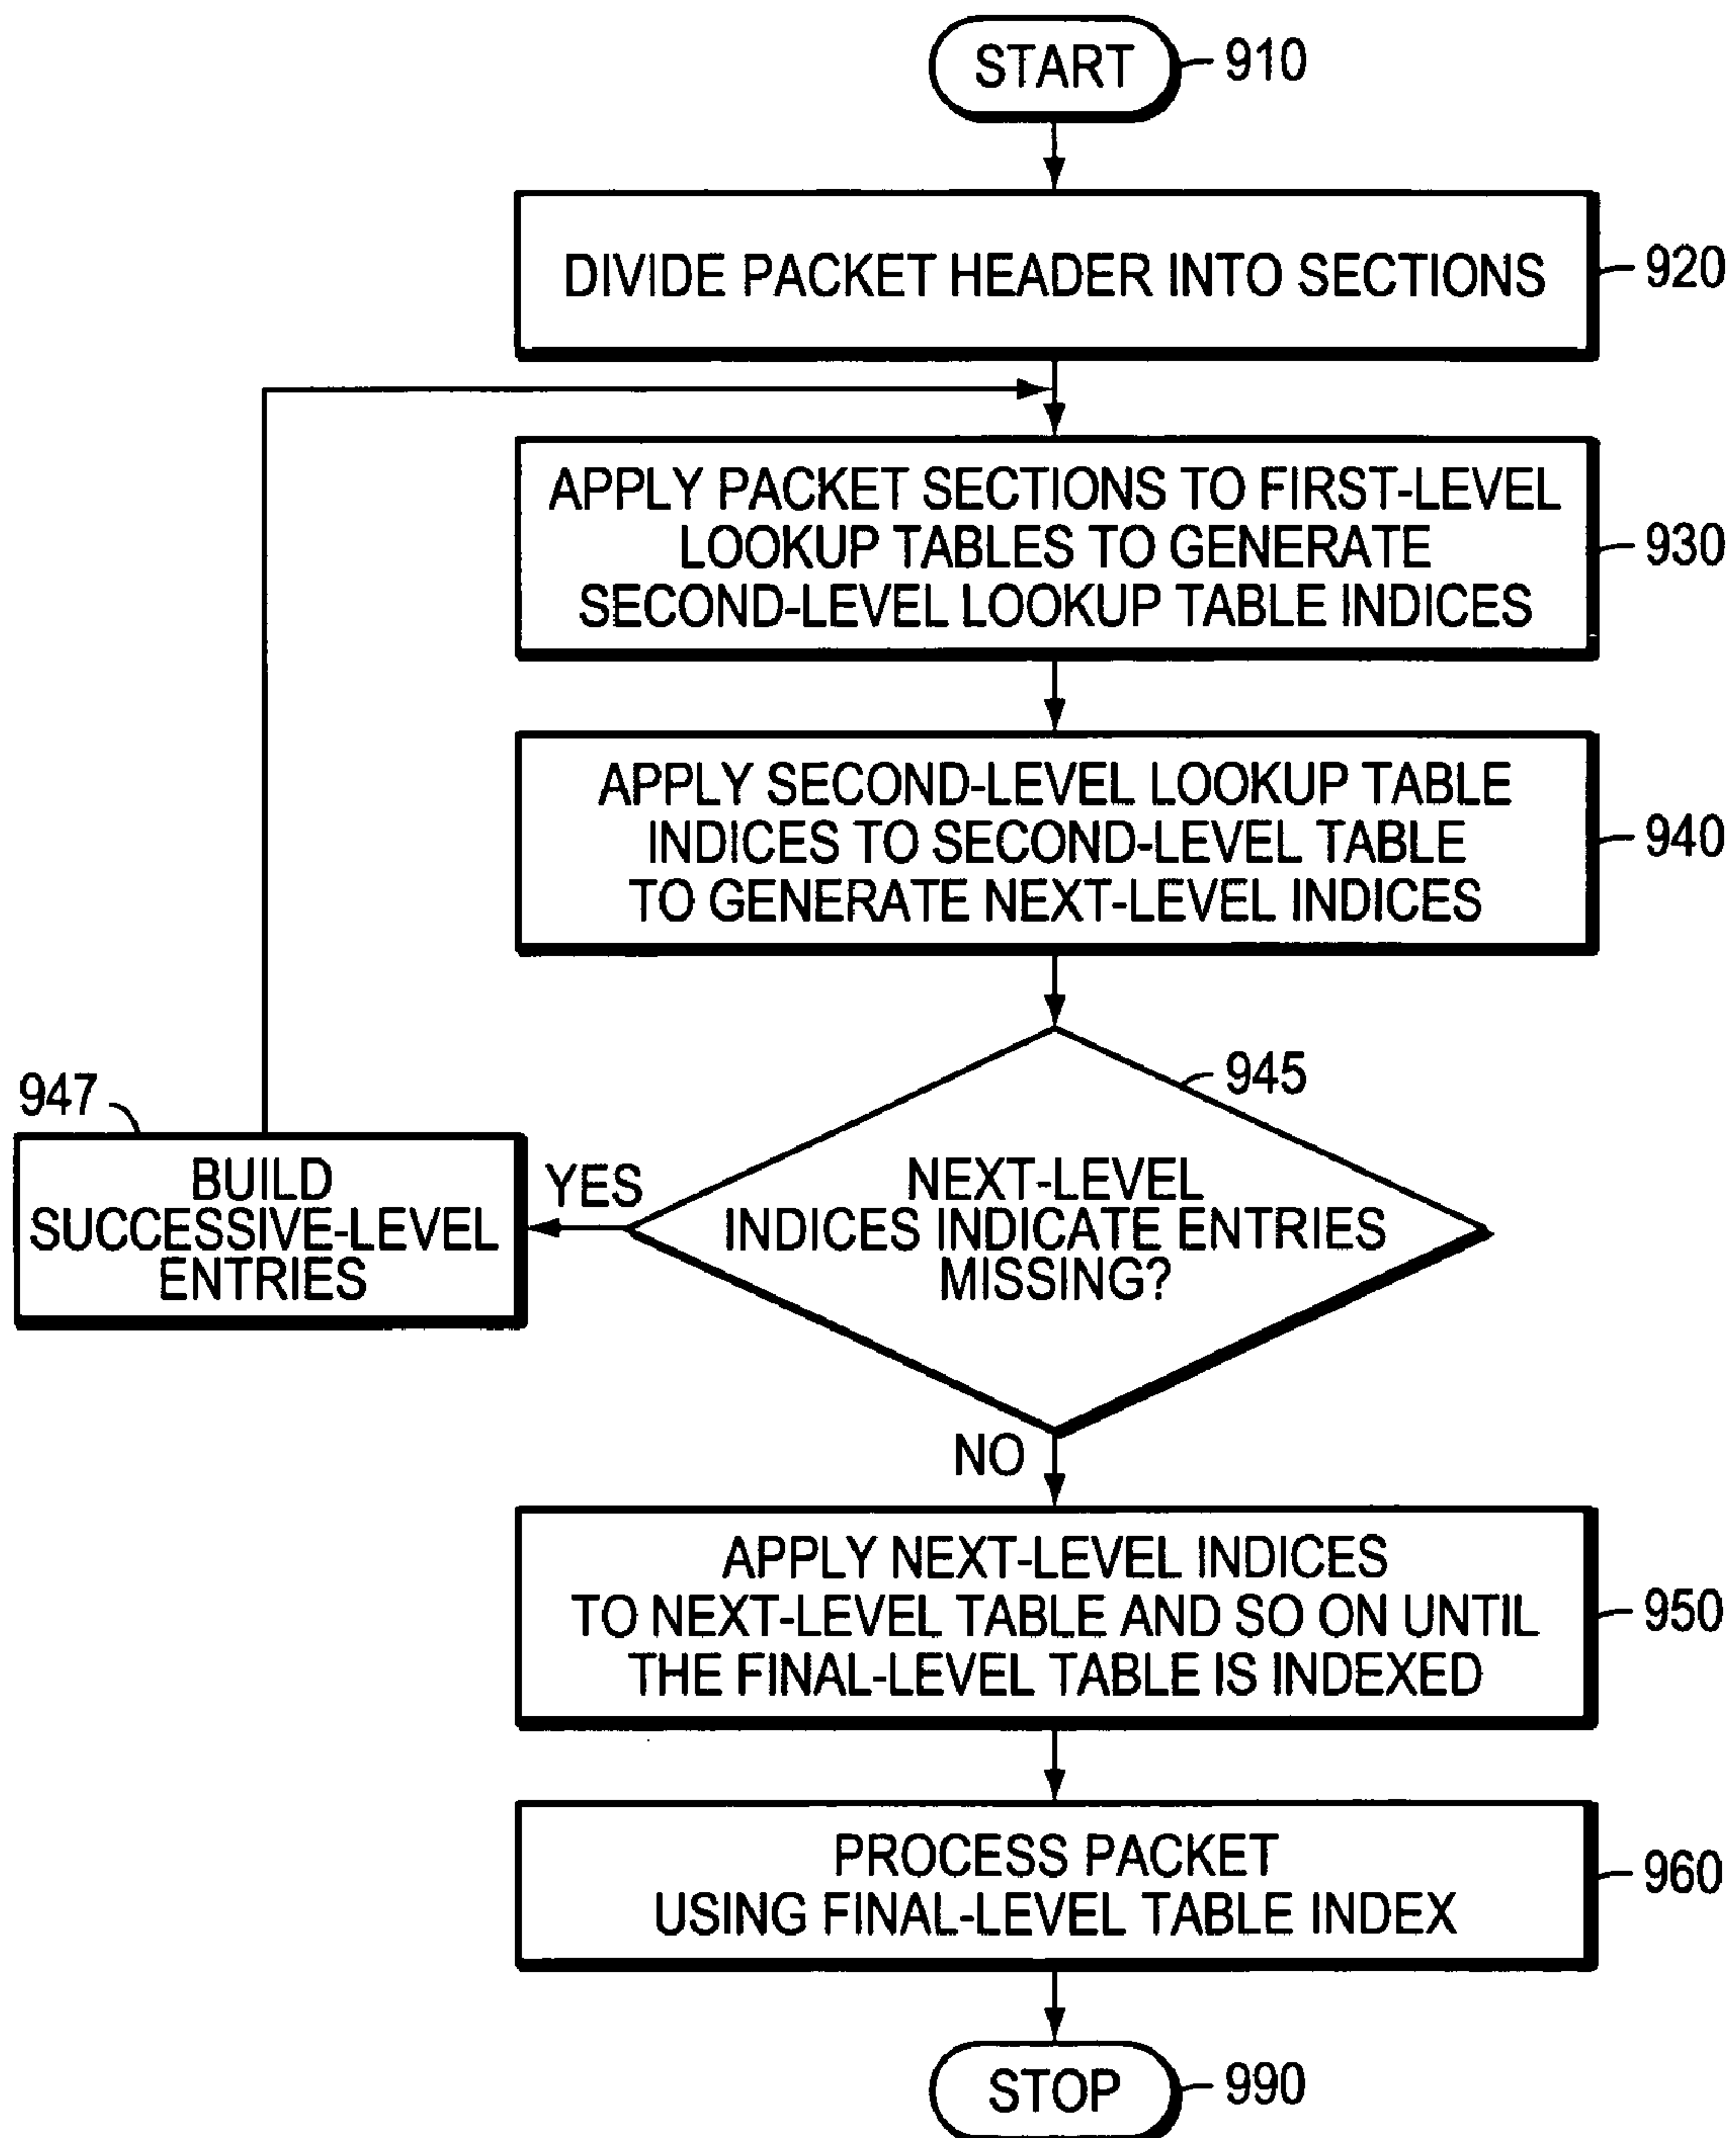 START
910
DIVIDE PACKET HEADER INTO SECTIONS
920
APPLY PACKET SECTIONS TO FIRST-LEVEL
LOOKUP TABLES TO GENERATE
SECOND-LEVEL LOOKUP TABLE INDICES
930
APPLY SECOND-LEVEL LOOKUP TABLE
INDICES TO SECOND-LEVEL TABLE
TO GENERATE NEXT-LEVEL INDICES
940
945
NEXT-LEVEL
INDICES INDICATE ENTRIES
MISSING?
YES
947
BUILD
SUCCESSIVE-LEVEL
ENTRIES
NO
APPLY NEXT-LEVEL INDICES
TO NEXT-LEVEL TABLE AND SO ON UNTIL
THE FINAL-LEVEL TABLE IS INDEXED
950
PROCESS PACKET
USING FINAL-LEVEL TABLE INDEX
960
STOP
990